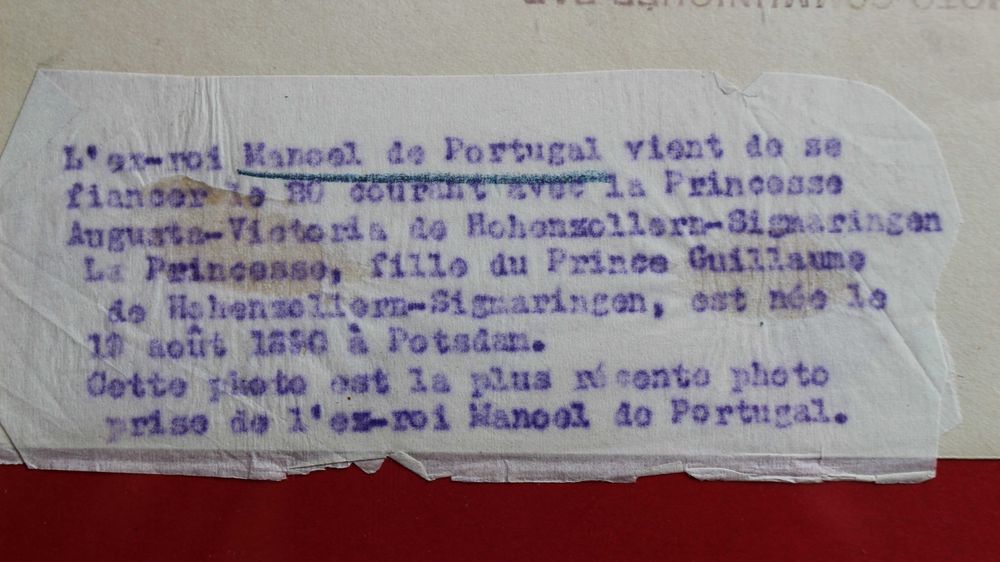 L'ex-roi Manoel de Portugal vient de se
fiancer le 20 courant avec la Princesse
Augusta-Victoria de Hohenzollern-Sigmaringen
La Princesse, fille du Prince Guillaume
de Hohenzollern-Sigmaringen, est née le
19 août 1890 à Potsdam.
Cette photo est la plus récente photo
prise de l'ex-roi Manoel de Portugal.